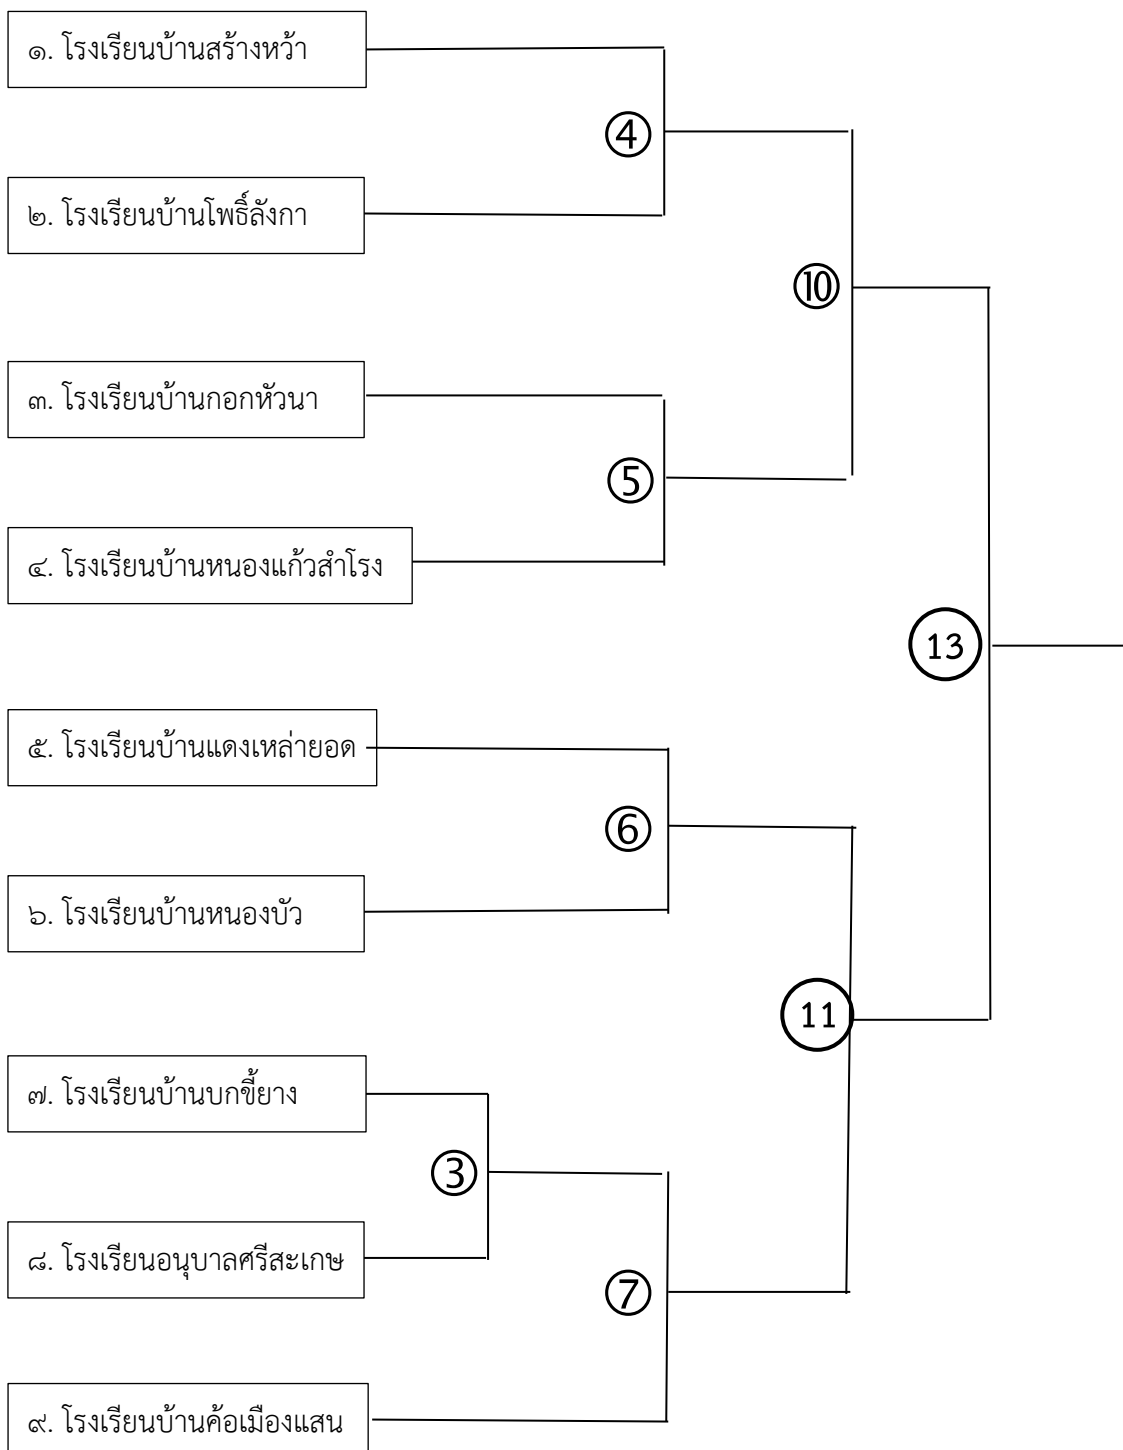 ๑. โรงเรียนบ้านสร้างหว้า
④
๒. โรงเรียนบ้านโพธิ์ลังกา
⑩
๓. โรงเรียนบ้านกอกหัวนา
⑤
๔. โรงเรียนบ้านหนองแก้วสำโรง
13
๕. โรงเรียนบ้านแดงเหล่ายอด
⑥
๖. โรงเรียนบ้านหนองบัว
11
๗. โรงเรียนบ้านบกขี้ยาง
③
๘. โรงเรียนอนุบาลศรีสะเกษ
⑦
๙. โรงเรียนบ้านค้อเมืองแสน